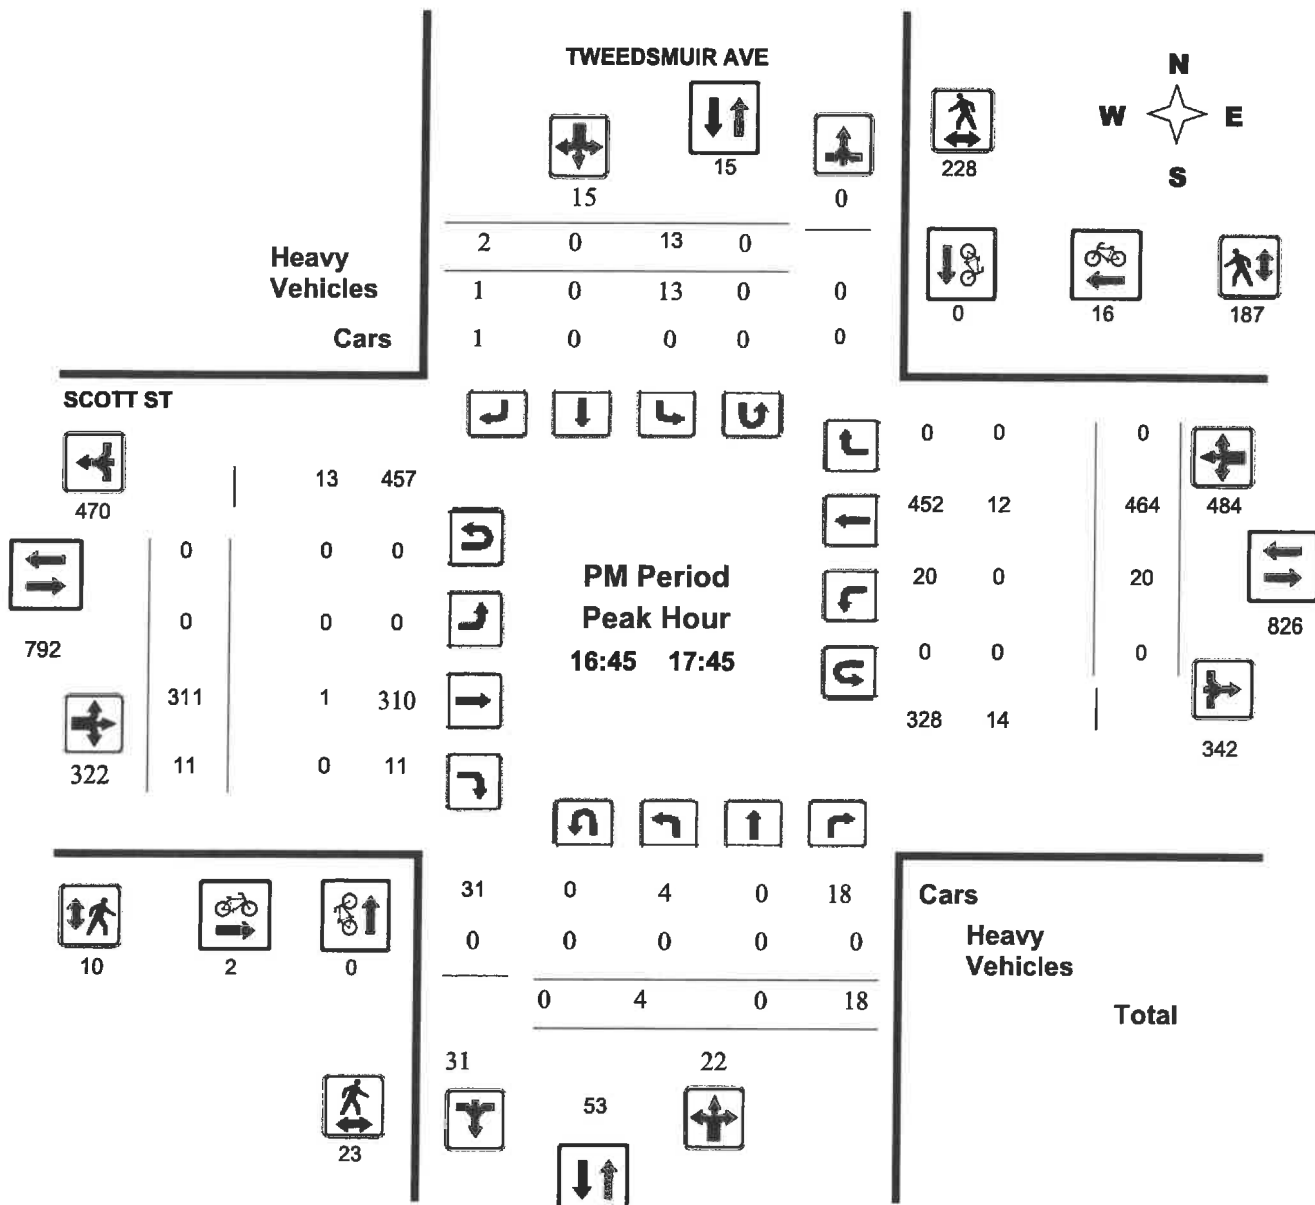 TWEEDSMUIR AVE
N
W E
S
15
15
0
228
2 0 13 0
Heavy
Vehicles
1 0 13 0 0
Cars
1 0 0 0 0
0 16 187
SCOTT ST
470
13 457
0 0 0
0 0 0
792
311 1 310
322
11 0 11
PM Period
Peak Hour
16:45 17:45
0 0 0
452 12 464
484
20 0 20
826
0 0 0
328 14
342
31 0 4 0 18
Cars
0 0 0 0 0
Heavy
Vehicles
0 4 0 18
Total
10 2 0
31
22
53
23